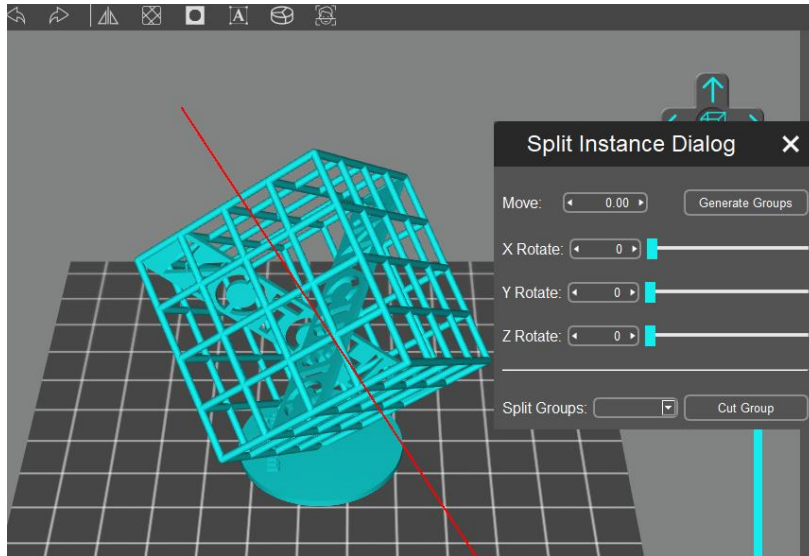 A
Split Instance Dialog
Move: 0.00 Generate Groups
X Rotate: 0
Y Rotate: 0
Z Rotate: 0
Split Groups: Cut Group